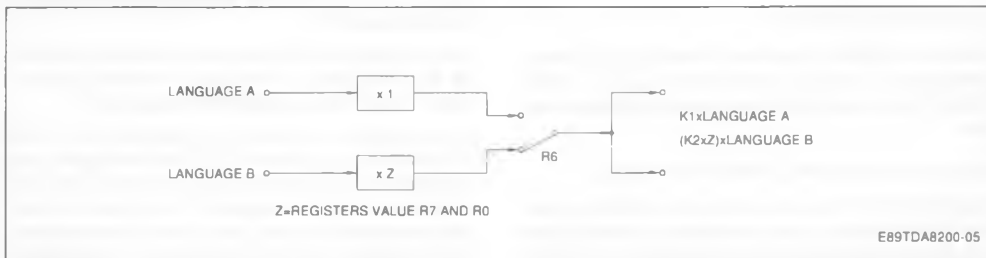 LANGUAGE A
x 1
K1xLANGUAGE A
(K2xZ)xLANGUAGE B
R6
LANGUAGE B
x Z
Z=REGISTERS VALUE R7 AND R0
E89TDA8200-05